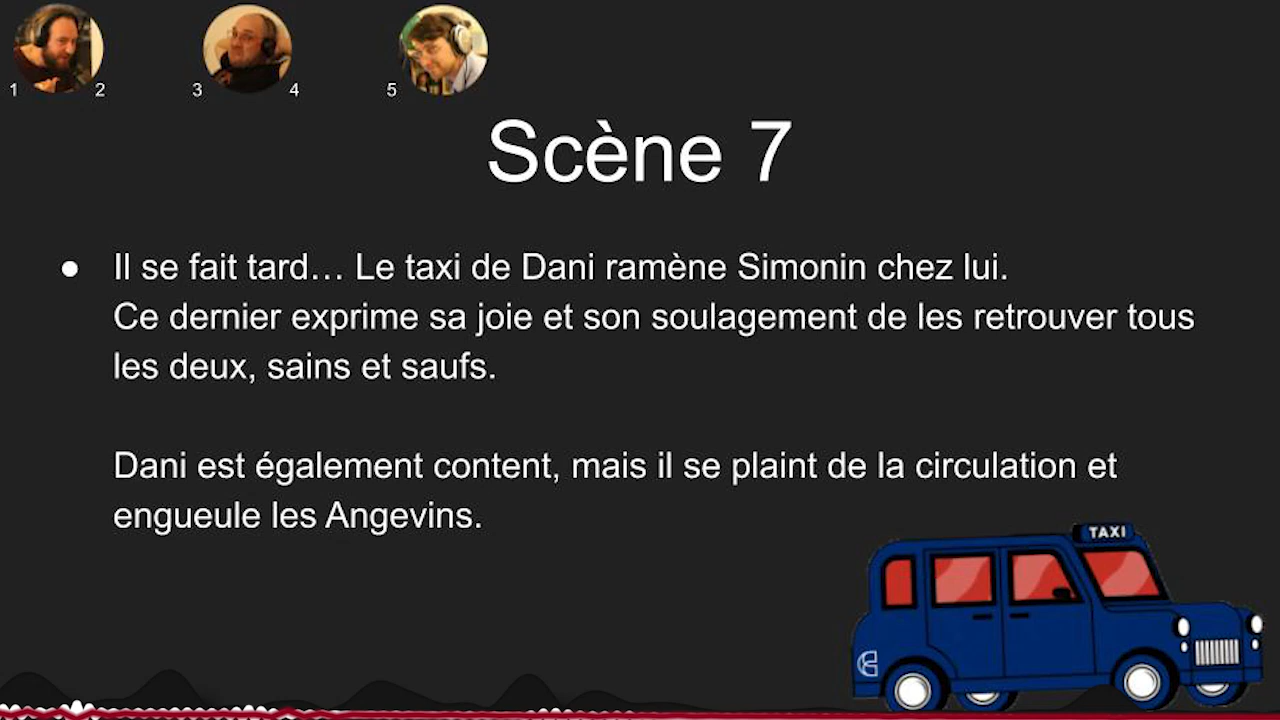 1 2 3 4 5
Scène 7
● Il se fait tard… Le taxi de Dani ramène Simonin chez lui.
Ce dernier exprime sa joie et son soulagement de les retrouver tous
les deux, sains et saufs.
Dani est également content, mais il se plaint de la circulation et
engueule les Angevins.
TAXI